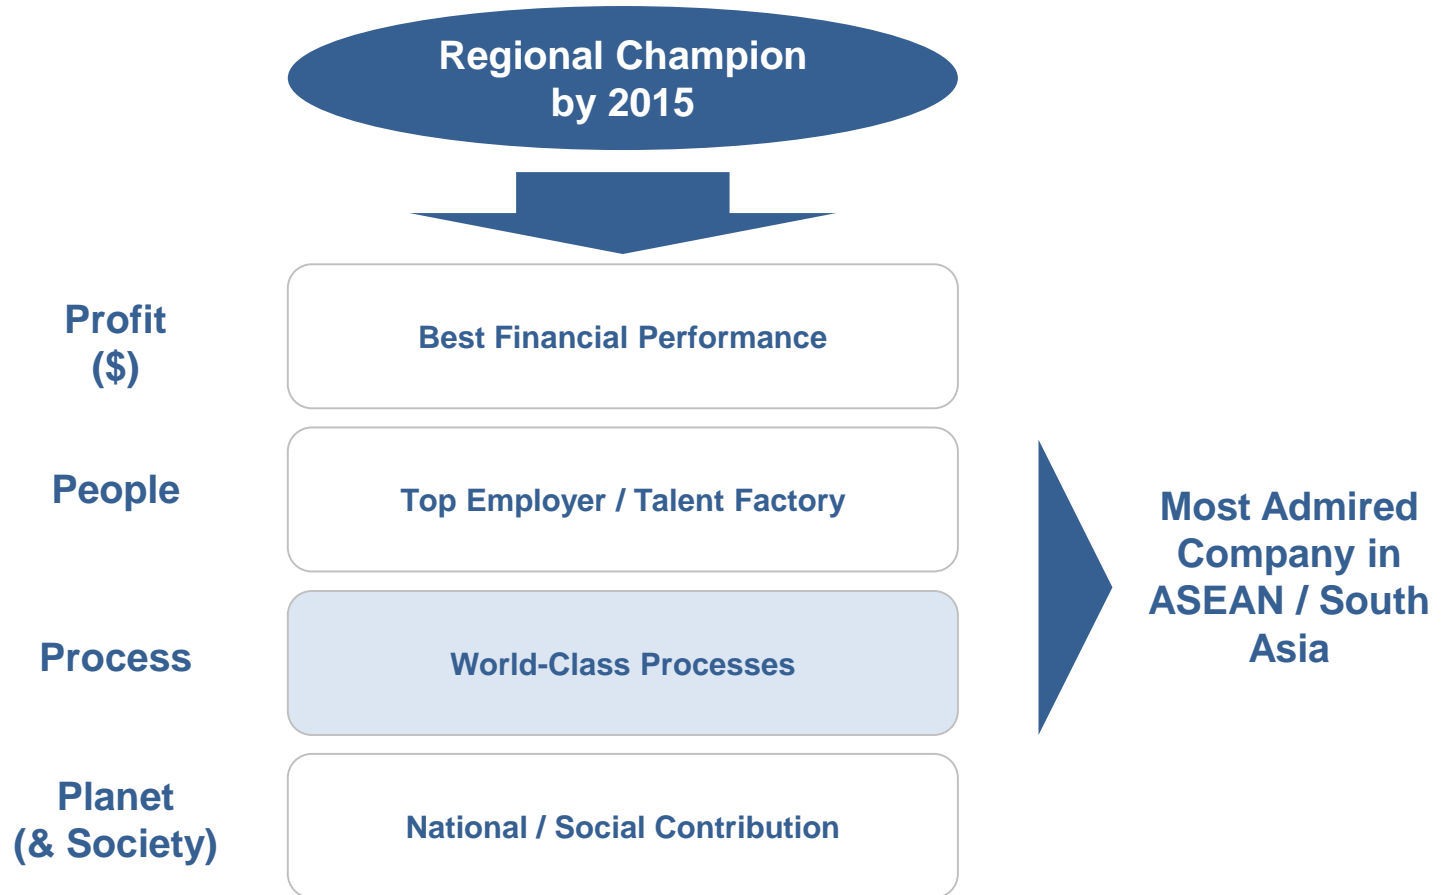 Regional Champion
by 2015
Profit
($)
Best Financial Performance
People
Top Employer / Talent Factory
Process
World-Class Processes
Planet
(& Society)
National / Social Contribution
Most Admired
Company in
ASEAN / South
Asia